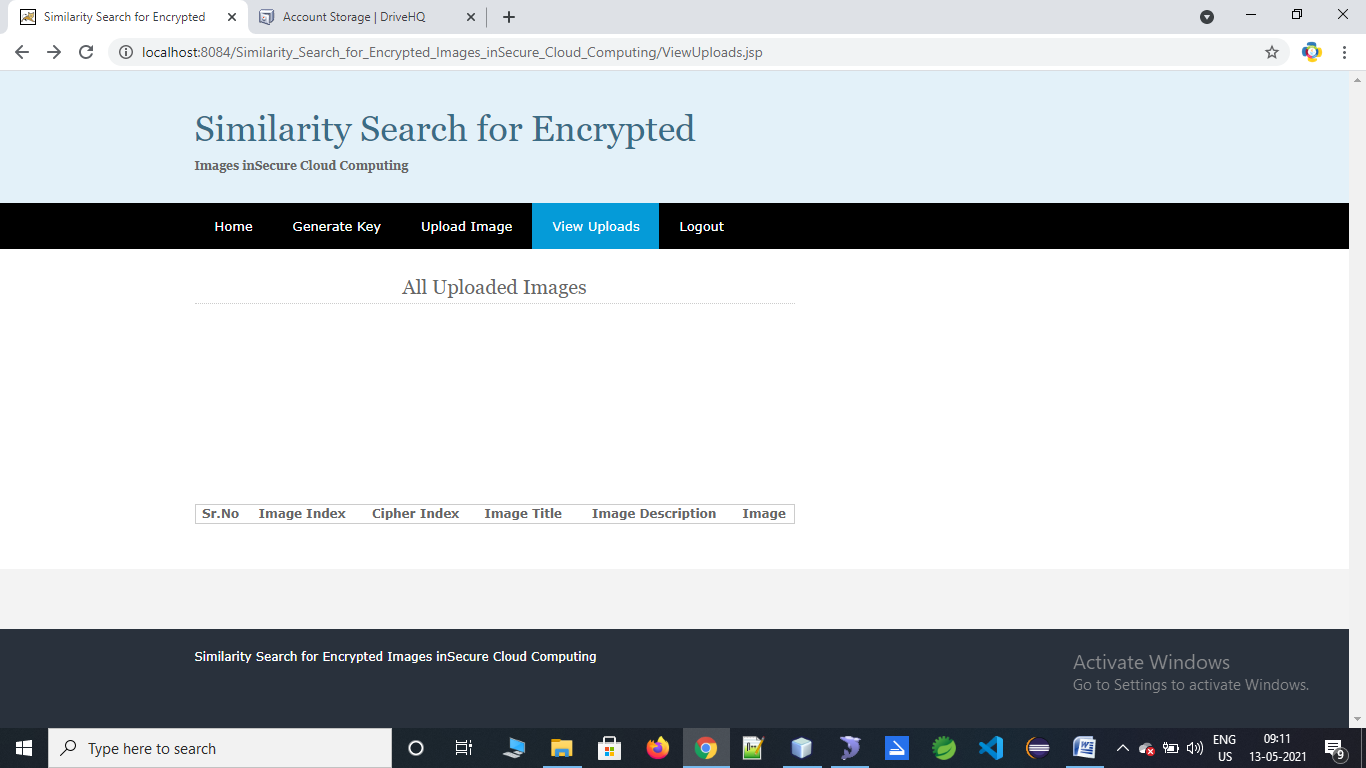 Similarity Search for Encrypted
Account Storage | DriveHQ
localhost:8084/Similarity_Search_for_Encrypted_Images_inSecure_Cloud_Computing/ViewUploads.jsp
Similarity Search for Encrypted
Images inSecure Cloud Computing
Home Generate Key Upload Image View Uploads Logout
All Uploaded Images
Sr.No Image Index Cipher Index Image Title Image Description Image
Similarity Search for Encrypted Images inSecure Cloud Computing
Activate Windows
Go to Settings to activate Windows.
Type here to search
ENG
US
09:11
13-05-2021
9